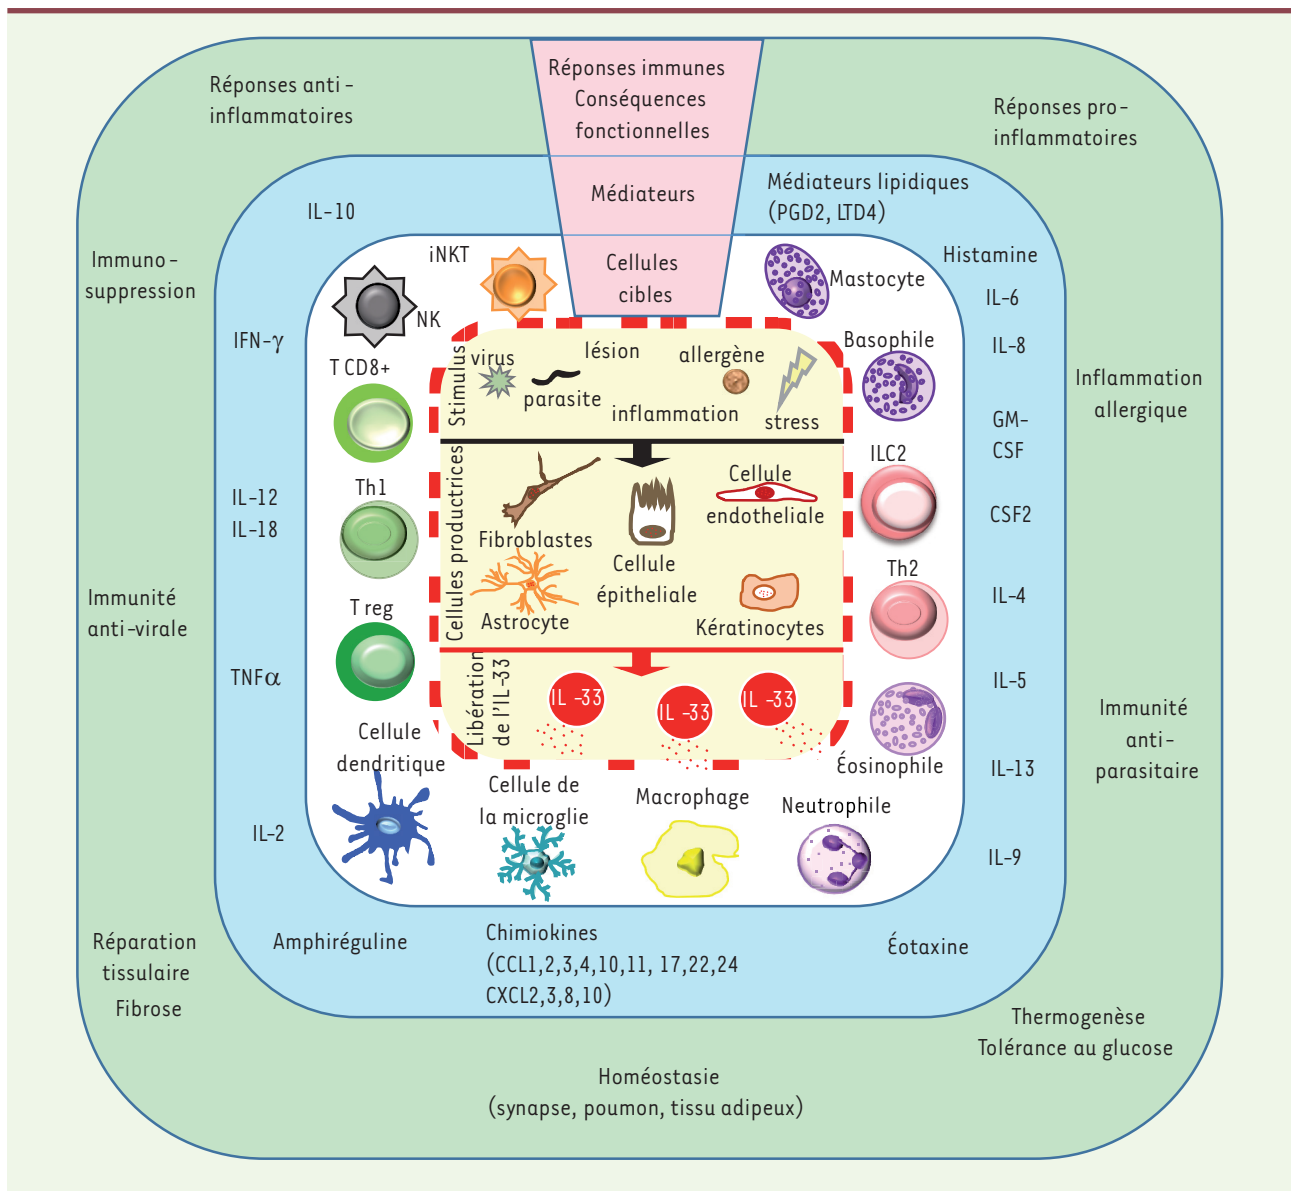 Réponses anti-
inflammatoires
Réponses immunes
Conséquences
fonctionnelles
Réponses pro-
inflammatoires
Médiateurs
Médiateurs lipidiques
(PGD2, LTD4)
IL-10
Immuno-
suppression
iNKT
Cellules
cibles
Mastocyte
Histamine
IL-6
NK
IFN-γ
T CD8+
Stimulus
virus
lésion
allergène
parasite
inflammation
stress
Basophile
IL-8
Inflammation
allergique
GM-
CSF
IL-12
IL-18
Th1
Cellules productrices
Fibroblastes
Cellule
endotheliale
Cellule
épitheliale
Astrocyte
Kératinocytes
ILC2
CSF2
Th2
IL-4
Immunité
anti-virale
T reg
TNFα
Libération
de l'IL-33
IL -33
IL -33
IL -33
IL-5
Immunité
anti-
parasitaire
Éosinophile
IL-13
Cellule
dendritique
Cellule de
la microglie
Macrophage
Neutrophile
IL-2
IL-9
Réparation
tissulaire
Fibrose
Amphiréguline
Chimiokines
(CCL1,2,3,4,10,11, 17,22,24
CXCL2,3,8,10)
Éotaxine
Thermogenèse
Tolérance au glucose
Homéostasie
(synapse, poumon, tissu adipeux)